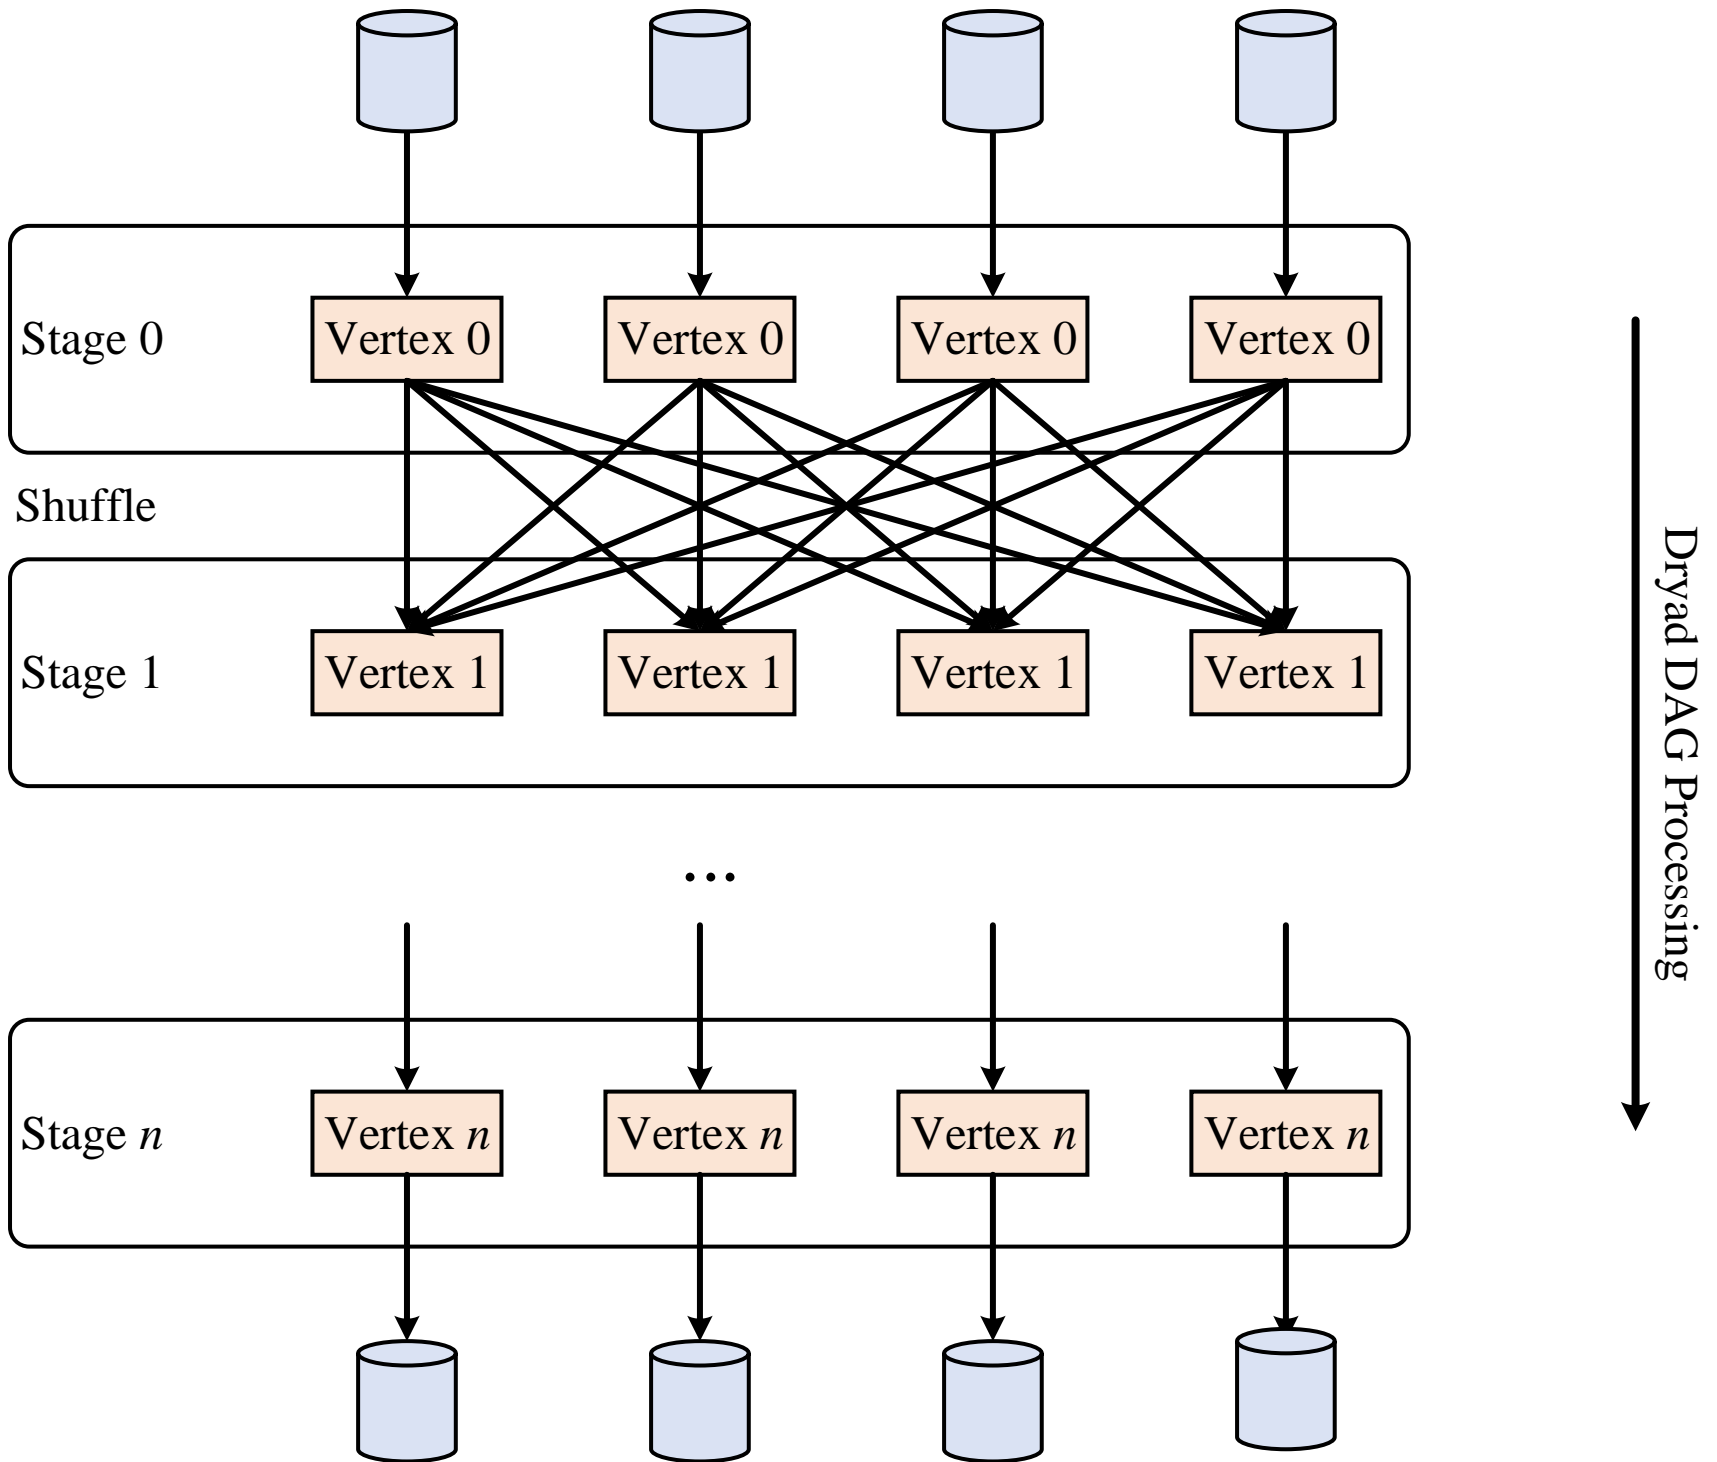 Stage 0
Vertex 0
Vertex 0
Vertex 0
Vertex 0
Shuffle
Stage 1
Vertex 1
Vertex 1
Vertex 1
Vertex 1
Dryad DAG Processing
...
Stage n
Vertex n
Vertex n
Vertex n
Vertex n